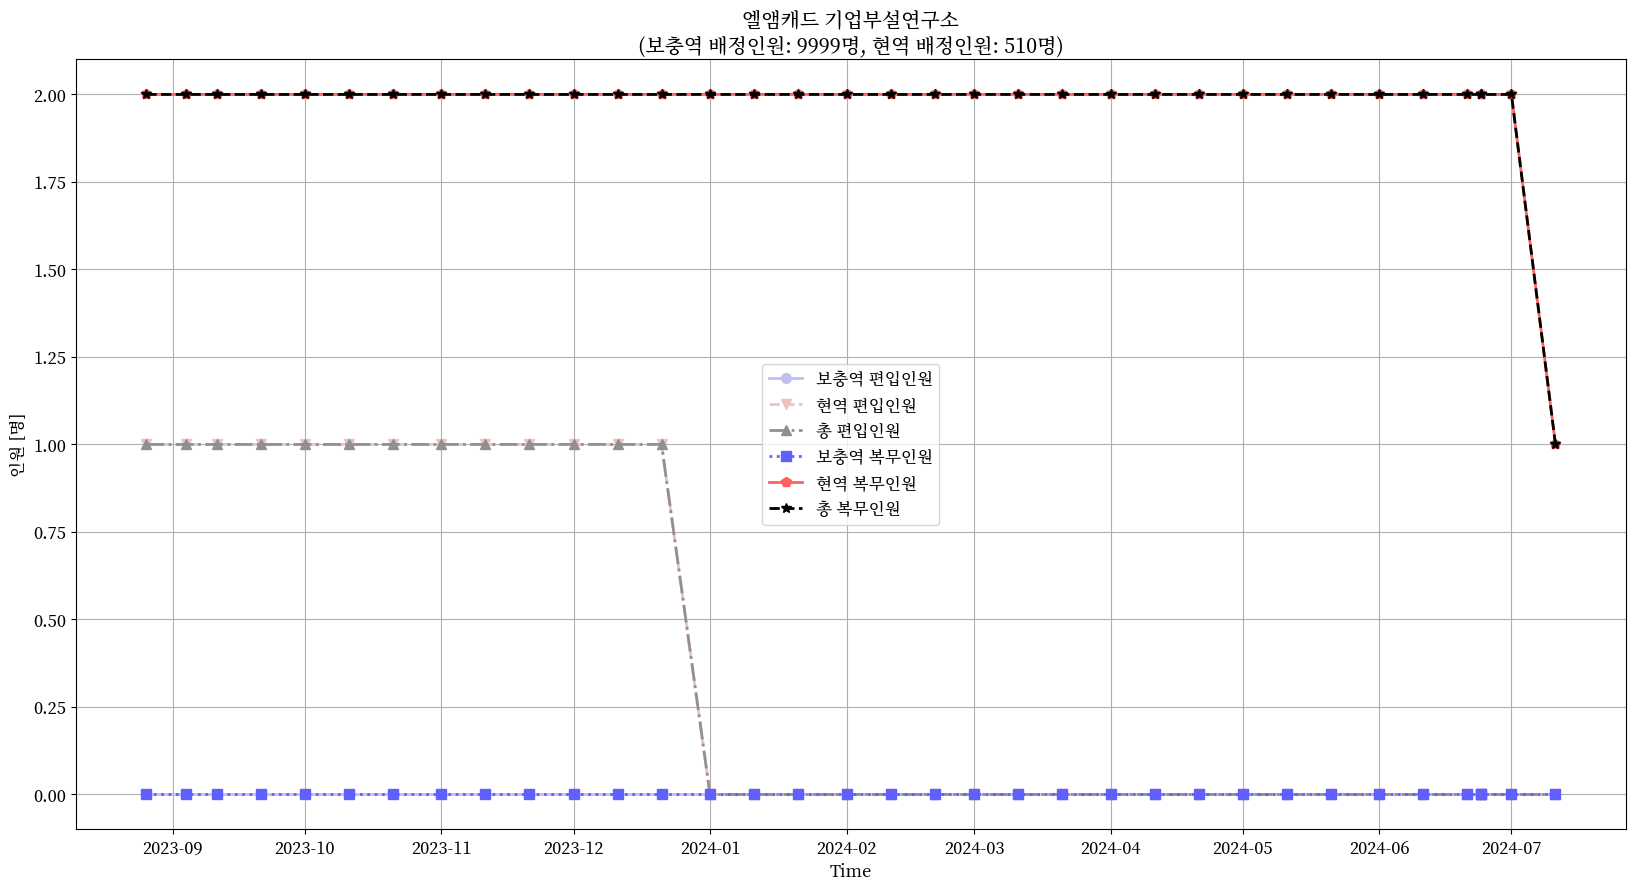 엘앰캐드 기업부설연구소
(보충역 배정인원: 9999명, 현역 배정인원: 510명)
인원 [명]
2.00
1.75
1.50
1.25
1.00
0.75
0.50
0.25
0.00
보충역 편입인원
현역 편입인원
총 편입인원
보충역 복무인원
현역 복무인원
총 복무인원
2023-09 2023-10 2023-11 2023-12 2024-01 2024-02 2024-03 2024-04 2024-05 2024-06 2024-07
Time